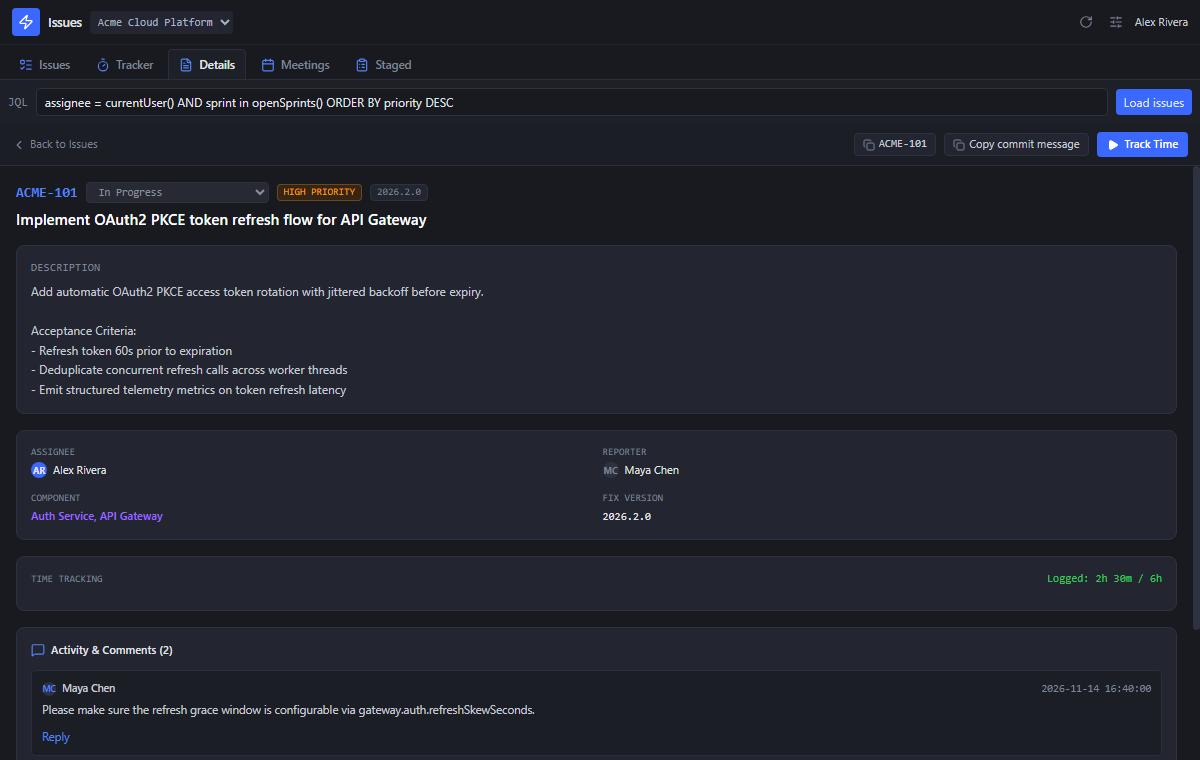 Issues Acme Cloud Platform Alex Rivera
Issues Tracker Details Meetings Staged
JQL assignee = currentUser() AND sprint in openSprints() ORDER BY priority DESC Load issues
Back to Issues ACME-101 Copy commit message Track Time
ACME-101 In Progress HIGH PRIORITY 2026.2.0
Implement OAuth2 PKCE token refresh flow for API Gateway
DESCRIPTION
Add automatic OAuth2 PKCE access token rotation with jittered backoff before expiry.
Acceptance Criteria:
- Refresh token 60s prior to expiration
- Deduplicate concurrent refresh calls across worker threads
- Emit structured telemetry metrics on token refresh latency
ASSIGNEE REPORTER
AR Alex Rivera MC Maya Chen
COMPONENT FIX VERSION
Auth Service, API Gateway 2026.2.0
TIME TRACKING Logged: 2h 30m / 6h
Activity & Comments (2)
MC Maya Chen 2026-11-14 16:40:00
Please make sure the refresh grace window is configurable via gateway.auth.refreshSkewSeconds.
Reply